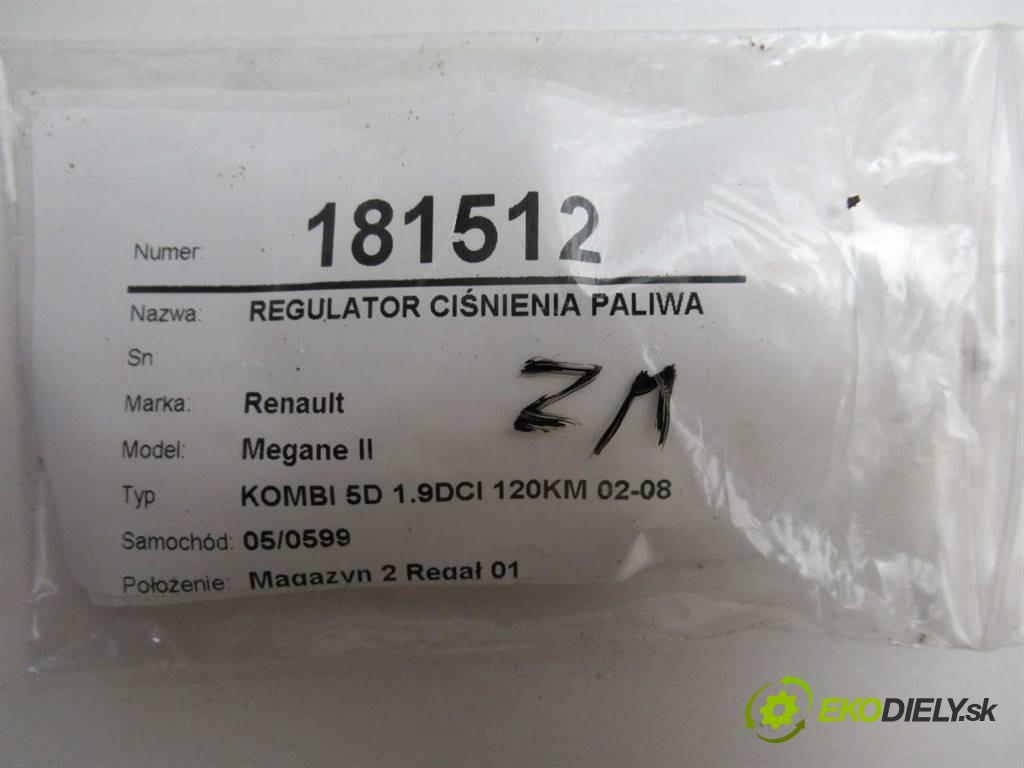 Numer: 181512
Nazwa: REGULATOR CIŚNIENIA PALIWA
Sn
Marka: Renault
Model: Megane II
Typ KOMBI 5D 1.9DCI 120KM 02-08
Samochód: 05/0599
Położenie: Magazyn 2 Regał 01
ZM
EKODIELY.sk